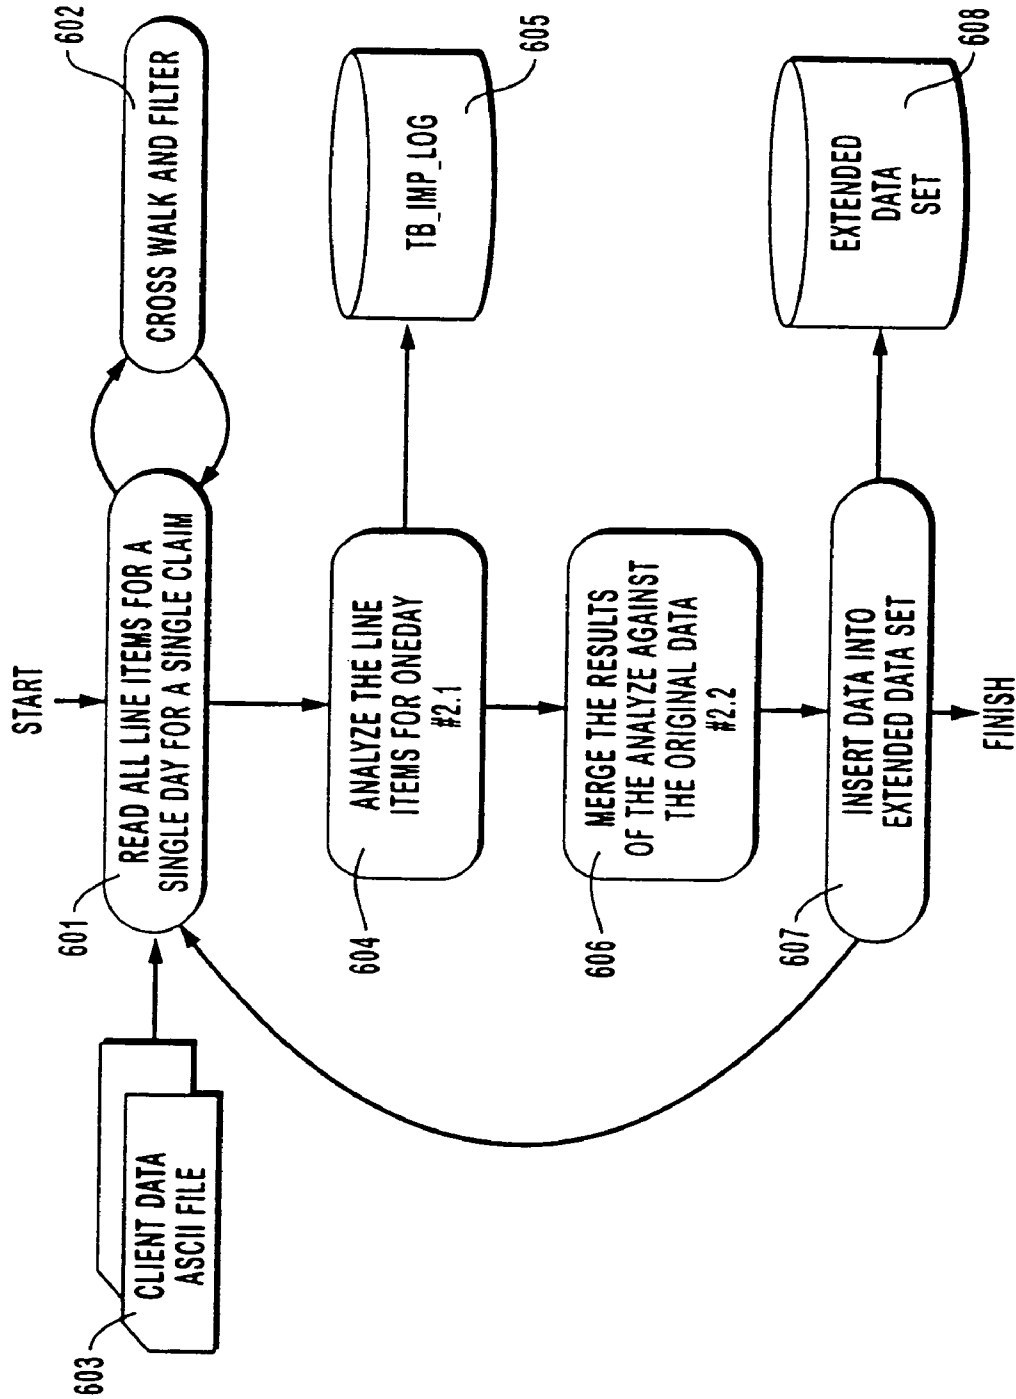 START
602
CROSS WALK AND FILTER
601
READ ALL LINE ITEMS FOR A
SINGLE DAY FOR A SINGLE CLAIM
603
CLIENT DATA
ASCII FILE
604
ANALYZE THE LINE
ITEMS FOR ONEDAY
#2.1
605
TB_IMP_LOG
606
MERGE THE RESULTS
OF THE ANALYZE AGAINST
THE ORIGINAL DATA
#2.2
607
INSERT DATA INTO
EXTENDED DATA SET
608
EXTENDED
DATA
SET
FINISH